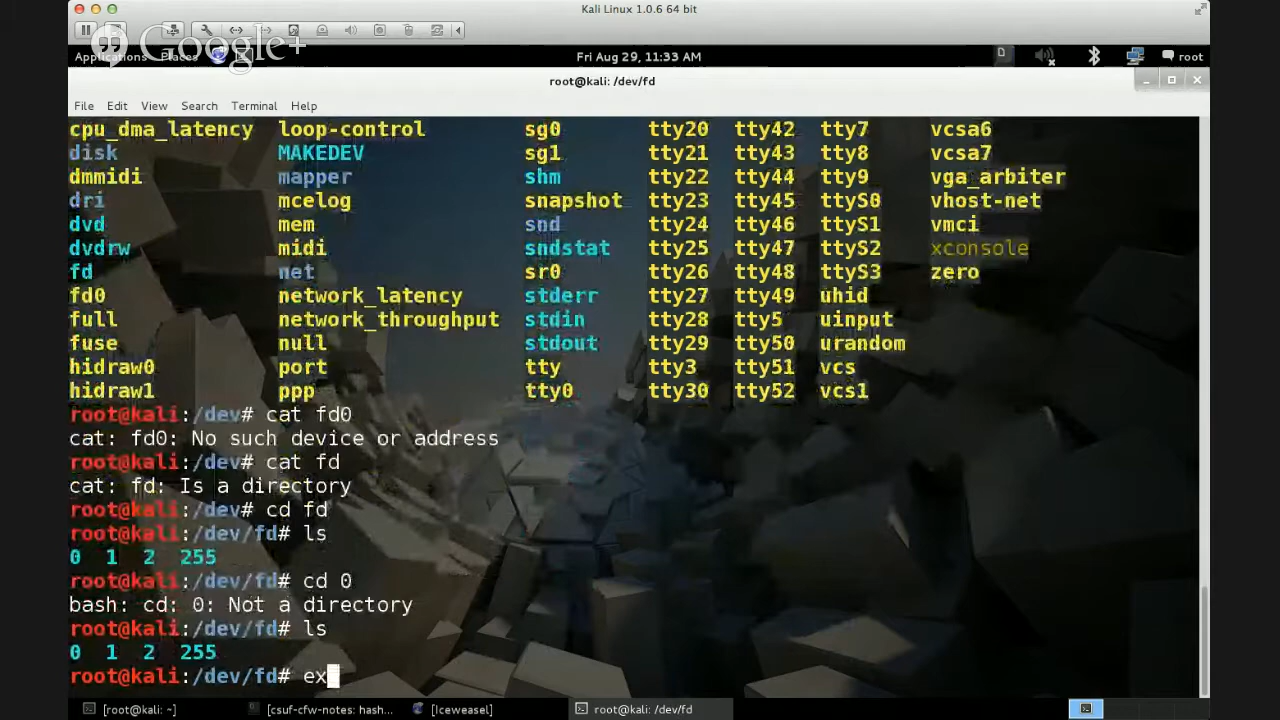 Kali Linux 1.0.6 64 bit
Google+
Applications Places Fri Aug 29, 11:33 AM root
root@kali: /dev/fd
File Edit View Search Terminal Help
cpu_dma_latency loop-control sg0 tty20 tty42 tty7 vcsa6
disk MAKEDEV sg1 tty21 tty43 tty8 vcsa7
dmmidi mapper shm tty22 tty44 tty9 vga_arbiter
dri mcelog snapshot tty23 tty45 ttyS0 vhost-net
dvd mem snd tty24 tty46 ttyS1 vmci
dvdrw midi sndstat tty25 tty47 ttyS2 xconsole
fd net sr0 tty26 tty48 ttyS3 zero
fd0 network_latency stderr tty27 tty49 uhid
full network_throughput stdin tty28 tty5 uinput
fuse null stdout tty29 tty50 urandom
hidraw0 port tty tty3 tty51 vcs
hidraw1 ppp tty0 tty30 tty52 vcs1
root@kali:/dev# cat fd0
cat: fd0: No such device or address
root@kali:/dev# cat fd
cat: fd: Is a directory
root@kali:/dev# cd fd
root@kali:/dev/fd# ls
0 1 2 255
root@kali:/dev/fd# cd 0
bash: cd: 0: Not a directory
root@kali:/dev/fd# ls
0 1 2 255
root@kali:/dev/fd# ex
[root@kali: ~] [csuf-cfw-notes: hash... [Iceweasel] root@kali: /dev/fd